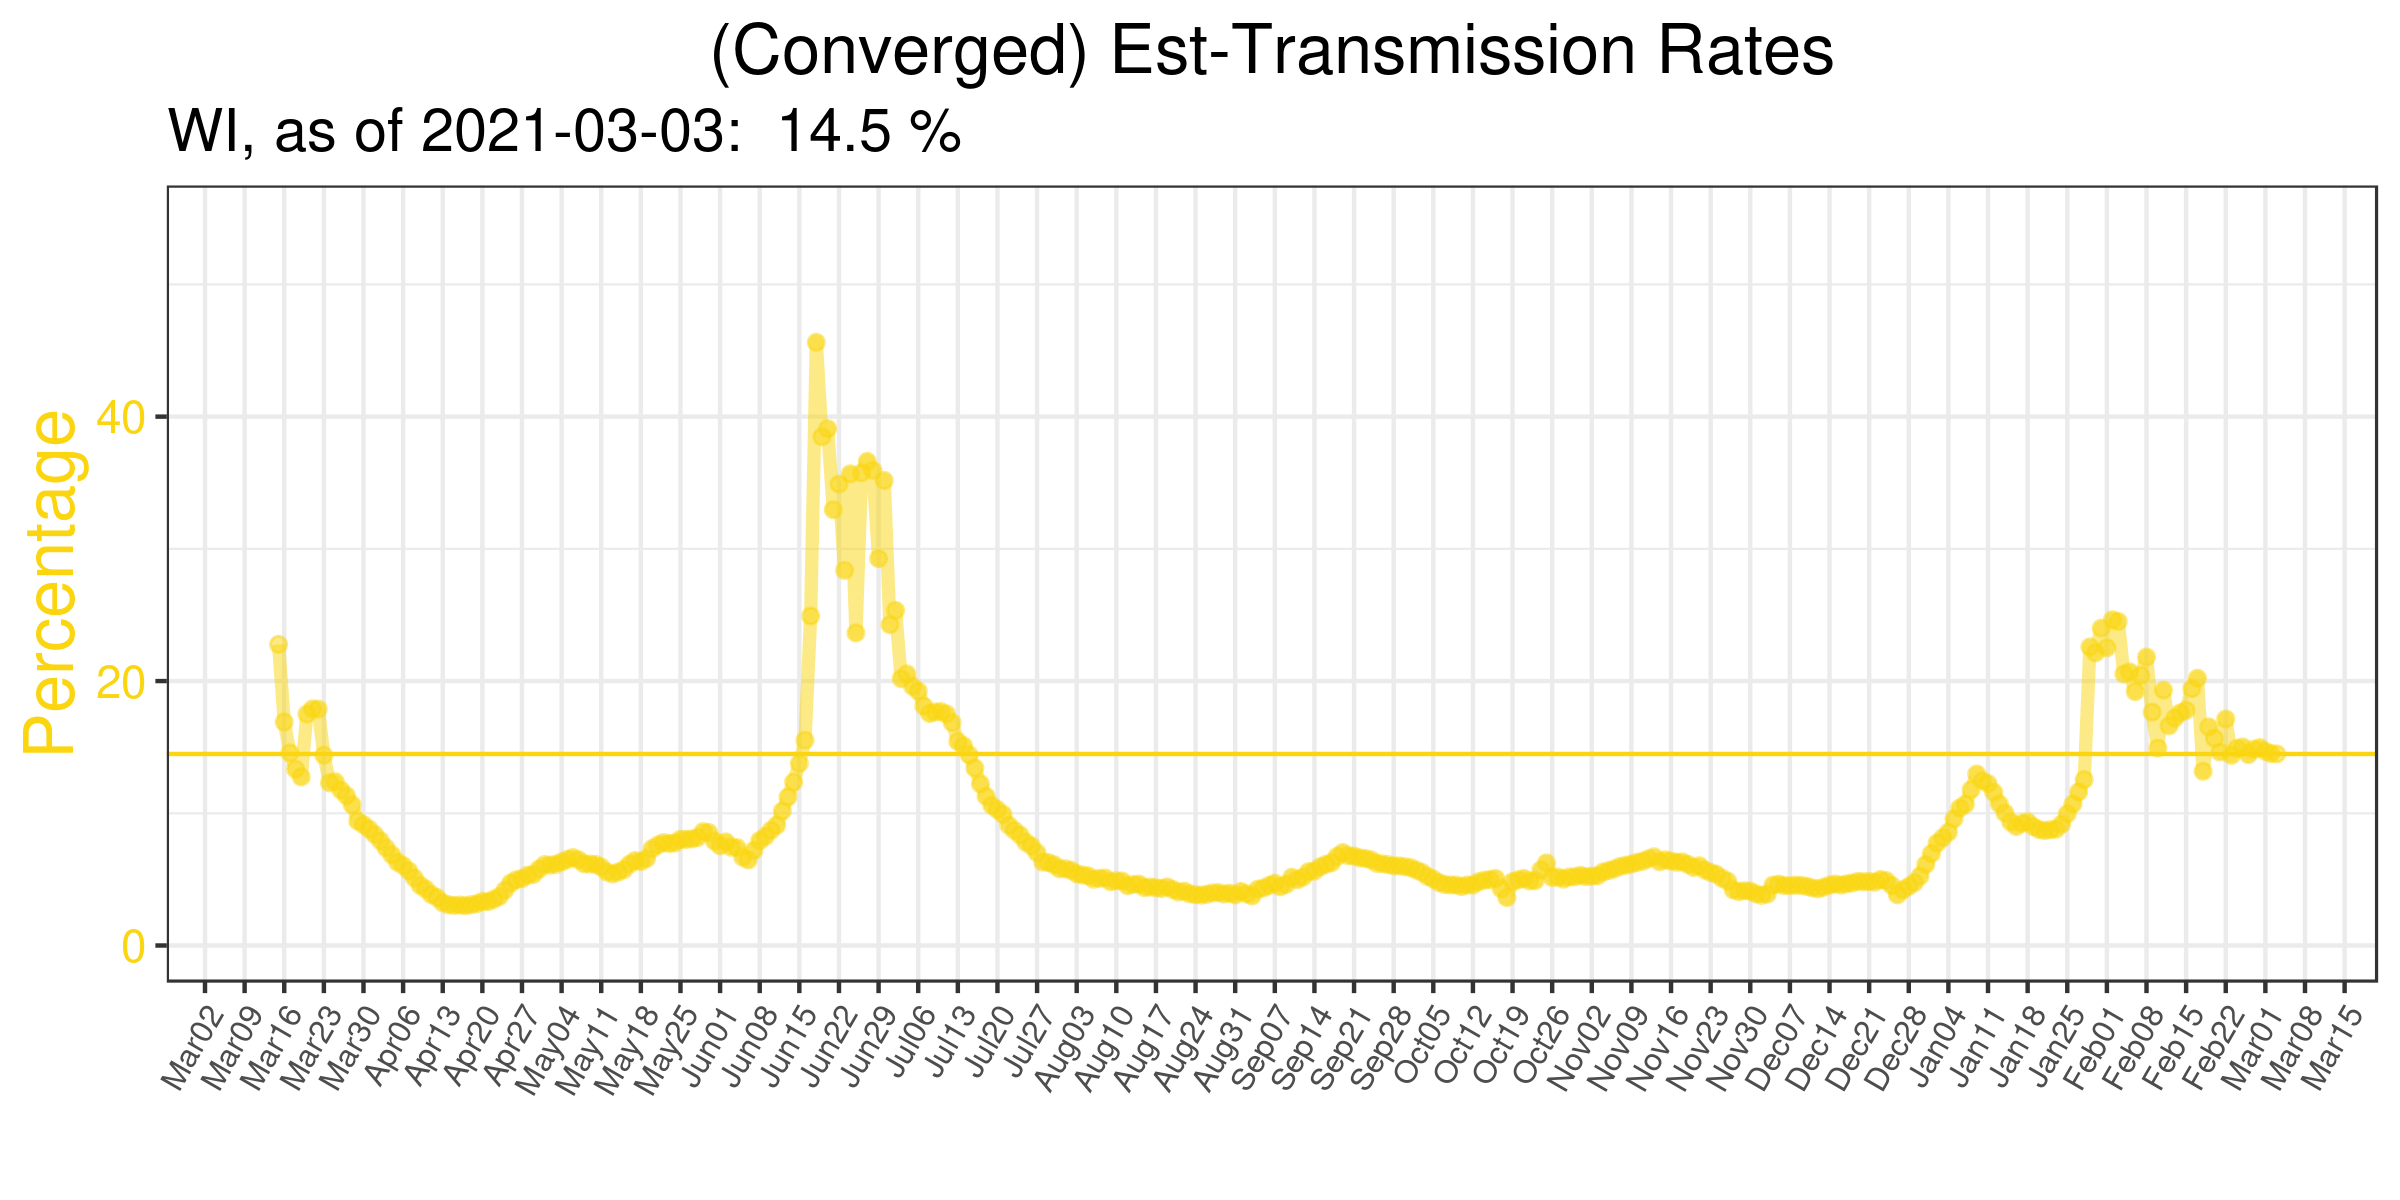 (Converged) Est-Transmission Rates
WI, as of 2021-03-03:  14.5 %
Percentage
40
20
0
Mar02
Mar09
Mar16
Mar23
Mar30
Apr06
Apr13
Apr20
Apr27
May04
May11
May18
May25
Jun01
Jun08
Jun15
Jun22
Jun29
Jul06
Jul13
Jul20
Jul27
Aug03
Aug10
Aug17
Aug24
Aug31
Sep07
Sep14
Sep21
Sep28
Oct05
Oct12
Oct19
Oct26
Nov02
Nov09
Nov16
Nov23
Nov30
Dec07
Dec14
Dec21
Dec28
Jan04
Jan11
Jan18
Jan25
Feb01
Feb08
Feb15
Feb22
Mar01
Mar08
Mar15